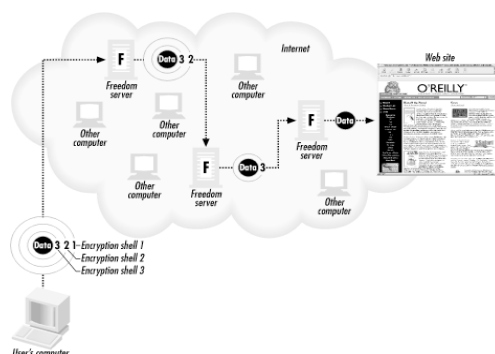 Internet
Web site
F
Data 3 2
Freedom
server
Other
computer
O'REILLY
Other
computer
Other
computer
F
Data
Freedom
server
F
Data 3
Freedom
server
Other
computer
Data 3 2 1
Encryption shell 1
Encryption shell 2
Encryption shell 3
User's computer